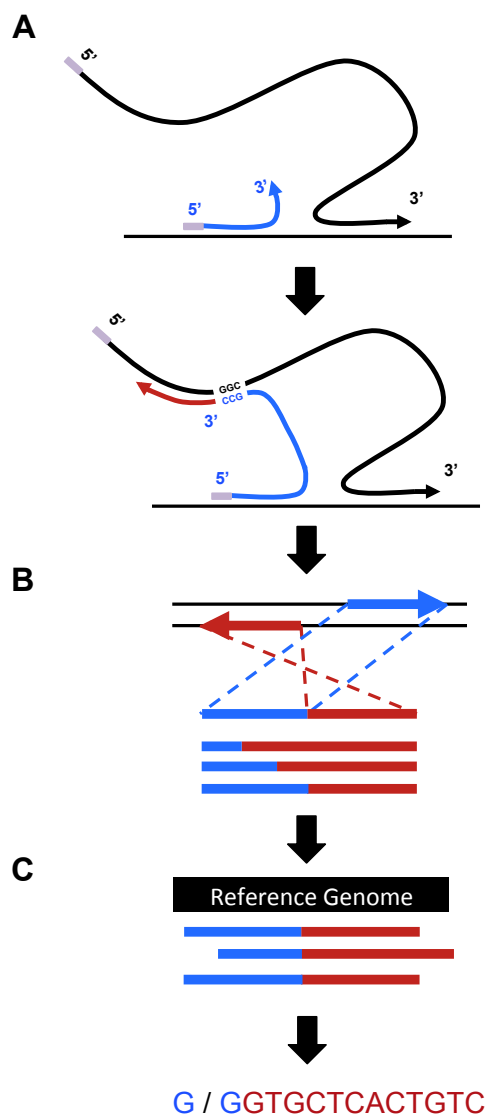 A
5’
3’
5’
3’
5’
GGC
CCG
3’
5’
3’
B
C
Reference Genome
G / GGTGCTCACTGTC